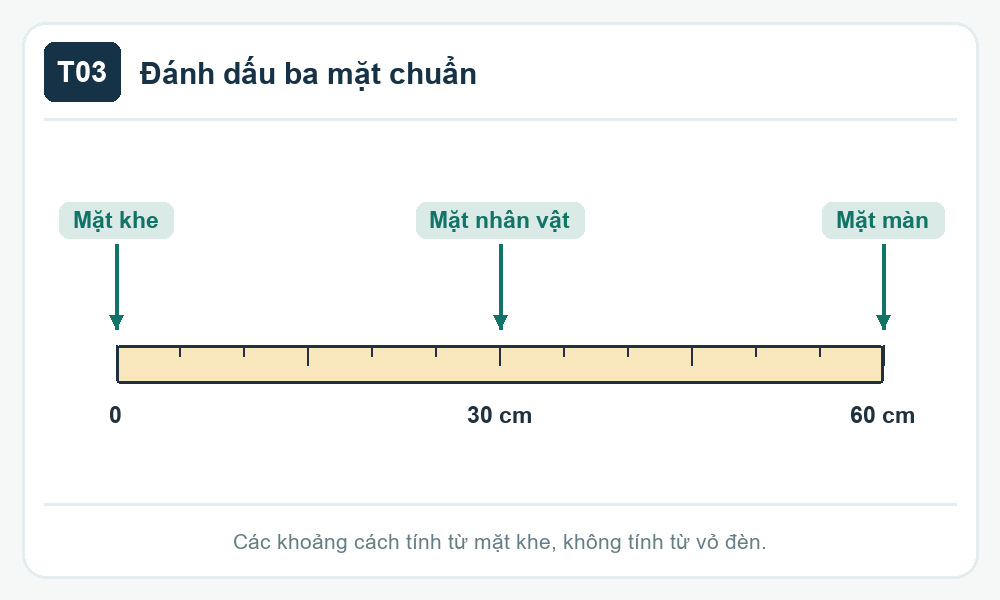 T03
Đánh dấu ba mặt chuẩn
Mặt khe
Mặt nhân vật
Mặt màn
0
30 cm
60 cm
Các khoảng cách tính từ mặt khe, không tính từ vỏ đèn.